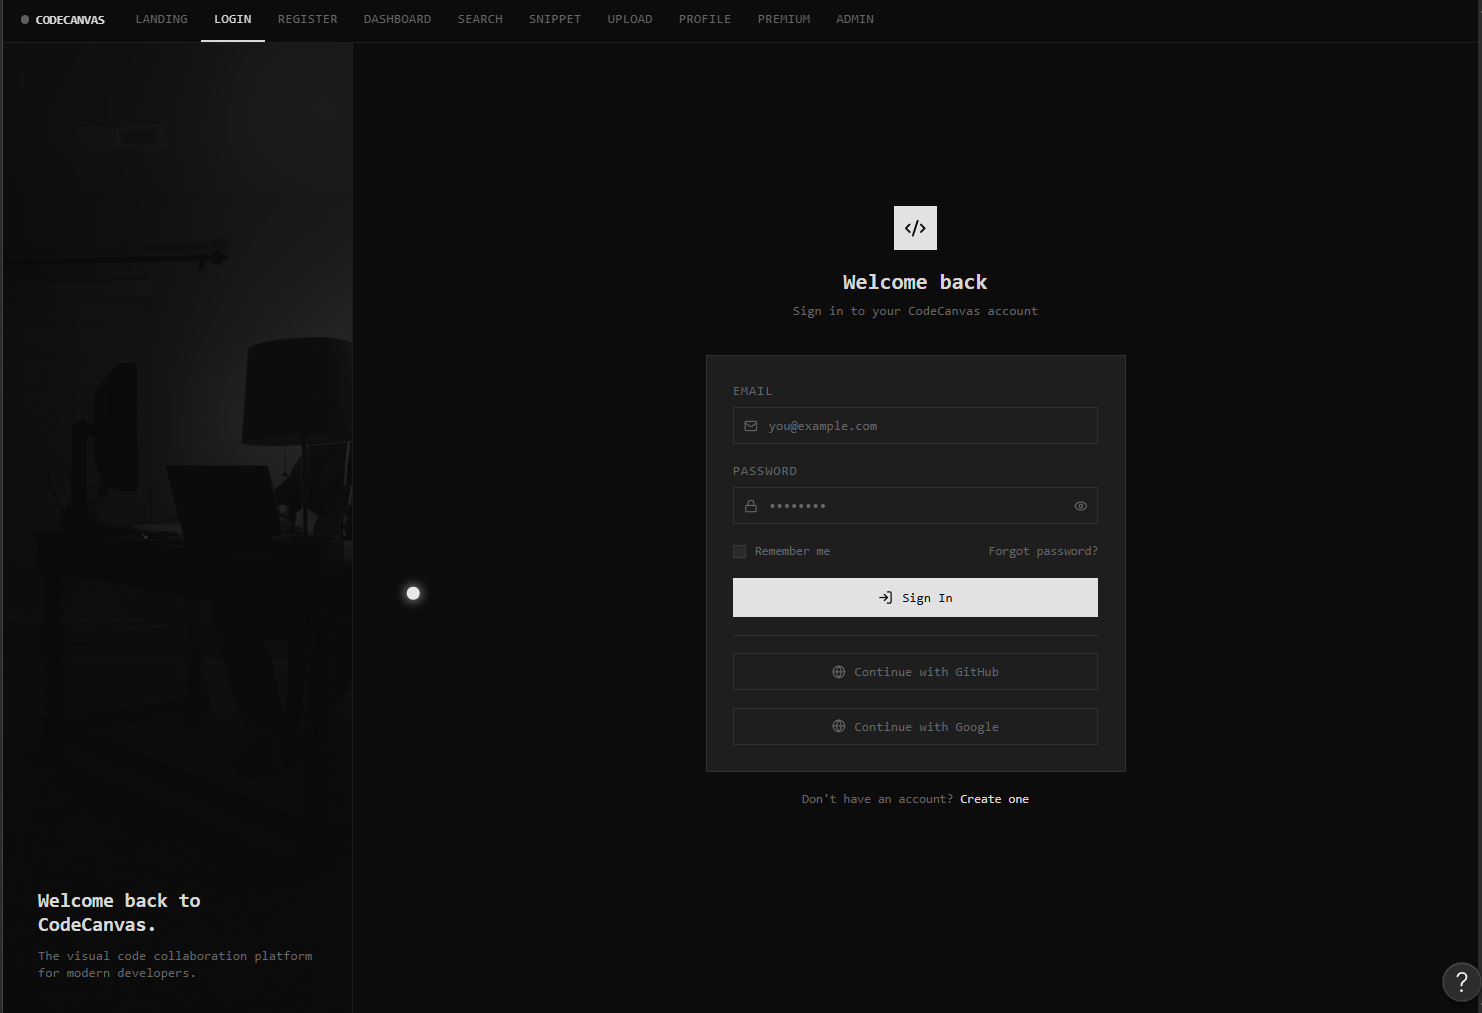 CODECANVAS LANDING LOGIN REGISTER DASHBOARD SEARCH SNIPPET UPLOAD PROFILE PREMIUM ADMIN
</>
Welcome back
Sign in to your CodeCanvas account
EMAIL
you@example.com
PASSWORD
••••••••
Remember me Forgot password?
Sign In
Continue with GitHub
Continue with Google
Don't have an account? Create one
Welcome back to
CodeCanvas.
The visual code collaboration platform
for modern developers.
?